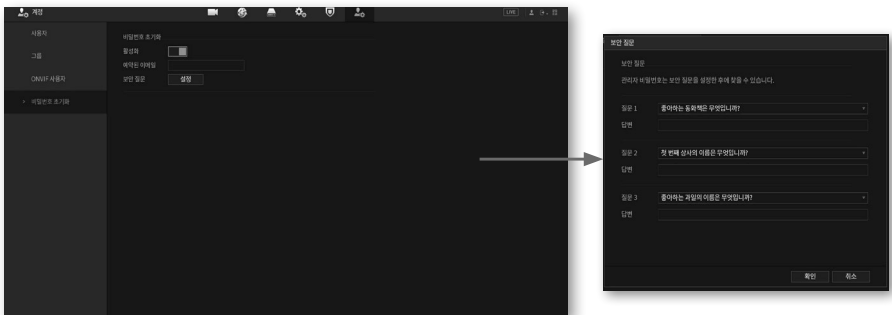 계정
LIVE
사용자
그룹
ONVIF 사용자
비밀번호 초기화
비밀번호 초기화
활성화
예약된 이메일
보안 질문 설정
보안 질문
보안 질문
관리자 비밀번호는 보안 질문을 설정한 후에 찾을 수 있습니다.
질문 1 좋아하는 동화책은 무엇입니까?
답변
질문 2 첫 번째 상사의 이름은 무엇입니까?
답변
질문 3 좋아하는 과일의 이름은 무엇입니까?
답변
확인 취소